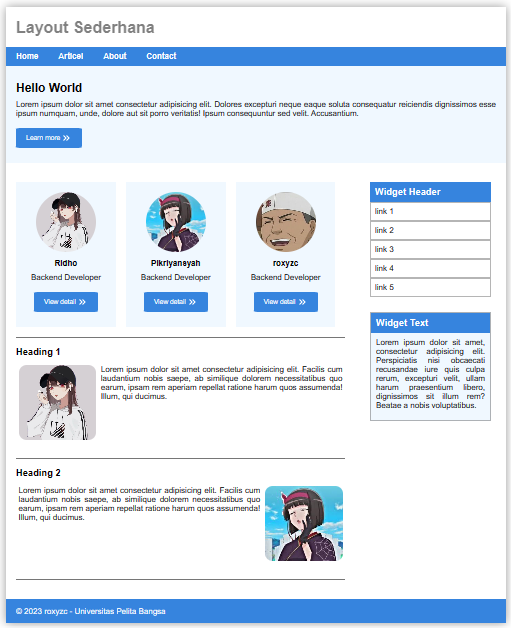 Layout Sederhana
Home Artikel About Contact
Hello World
Lorem ipsum dolor sit amet consectetur adipisicing elit. Dolores excepturi neque eaque soluta consequatur reiciendis dignissimos esse
ipsum numquam, unde, dolore aut sit porro veritatis! Ipsum consequuntur sed velit. Accusantium.
Learn more »
Ridho
Backend Developer
View detail »
Pikriyansyah
Backend Developer
View detail »
roxyzc
Backend Developer
View detail »
Heading 1
Lorem ipsum dolor sit amet consectetur adipisicing elit. Facilis cum
laudantium nobis saepe, ab similique dolorem necessitatibus quo
earum, ipsam rem aperiam repellat ratione harum quos assumenda!
Illum, qui ducimus.
Heading 2
Lorem ipsum dolor sit amet consectetur adipisicing elit. Facilis cum
laudantium nobis saepe, ab similique dolorem necessitatibus quo
earum, ipsam rem aperiam repellat ratione harum quos assumenda!
Illum, qui ducimus.
Widget Header
link 1
link 2
link 3
link 4
link 5
Widget Text
Lorem ipsum dolor sit amet,
consectetur adipisicing elit.
Perspiciatis nisi obcaecati
recusandae iure quis culpa
rerum, excepturi velit, ullam
harum praesentium libero,
dignissimos sit illum rem?
Beatae a nobis voluptatibus.
© 2023 roxyzc - Universitas Pelita Bangsa